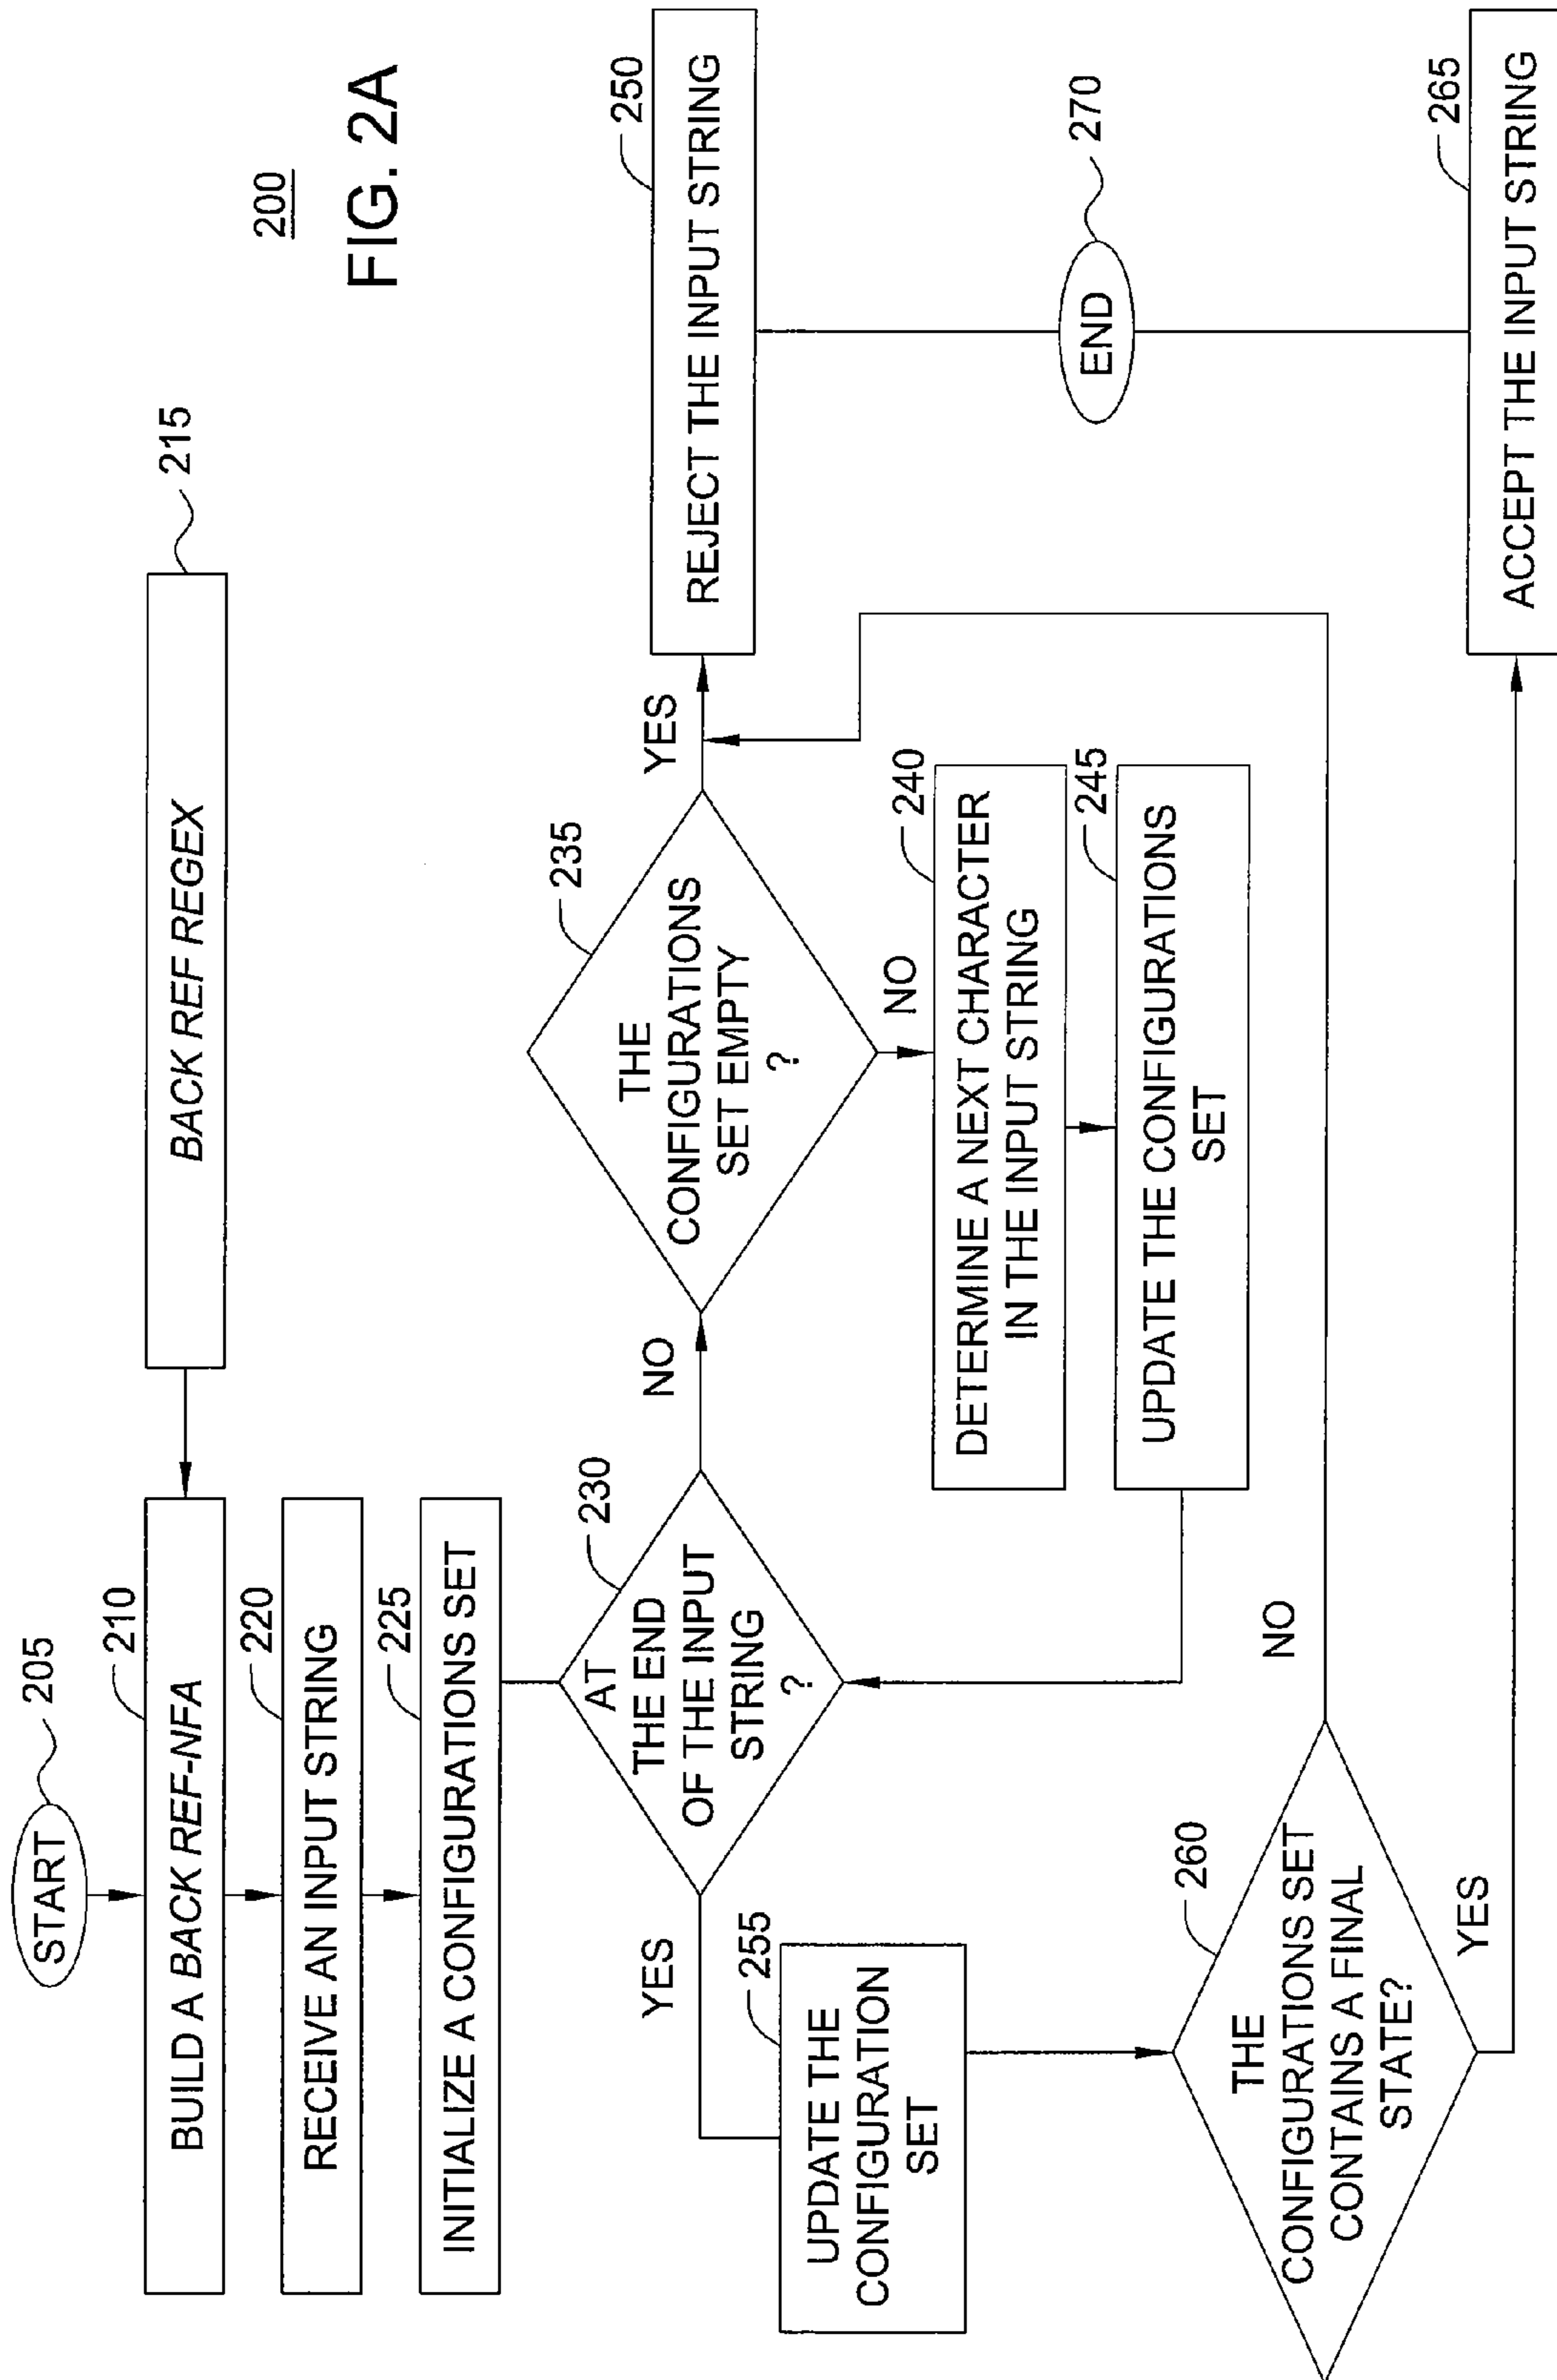 200
FIG. 2A
START
205
BUILD A BACK REF-NFA
210
BACK REF REGEX
215
RECEIVE AN INPUT STRING
220
INITIALIZE A CONFIGURATIONS SET
225
AT
THE END
OF THE INPUT
STRING
?
230
NO
THE
CONFIGURATIONS
SET EMPTY
?
235
YES
REJECT THE INPUT STRING
250
NO
DETERMINE A NEXT CHARACTER
IN THE INPUT STRING
240
UPDATE THE CONFIGURATIONS
SET
245
YES
UPDATE THE
CONFIGURATION
SET
255
THE
CONFIGURATIONS SET
CONTAINS A FINAL
STATE?
260
NO
YES
ACCEPT THE INPUT STRING
265
END
270